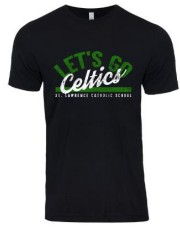 LET'S GO
Celtics
ST. LAWRENCE CATHOLIC SCHOOL